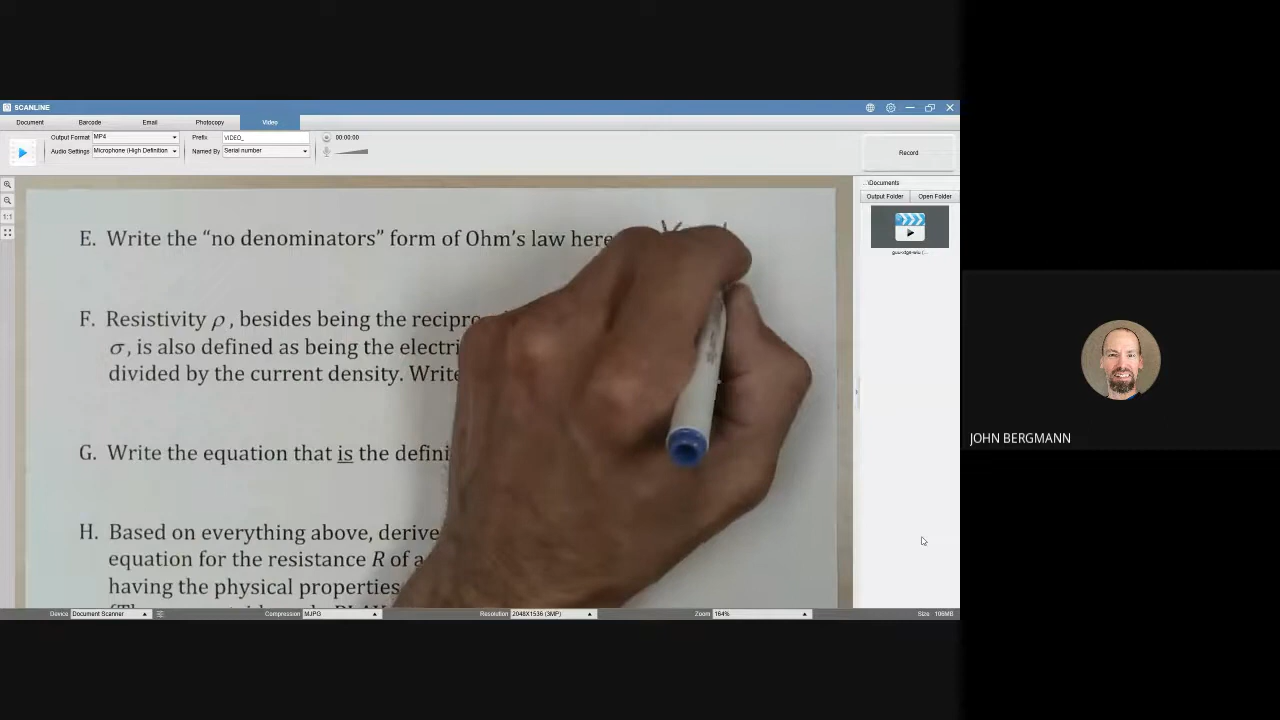 SCANLINE
Document Barcode Email Photocopy Video
Output Format MP4 Prefix VIDEO_ 00:00:00
Audio Settings Microphone (High Definition Named By Serial number
Record
...\Documents
Output Folder Open Folder
1:1
E. Write the “no denominators” form of Ohm’s law here
F. Resistivity ρ, besides being the recipro
σ, is also defined as being the electri
divided by the current density. Write
G. Write the equation that is the defini
H. Based on everything above, derive
equation for the resistance R of a
having the physical properties
JOHN BERGMANN
Device Document Scanner Compression MJPG Resolution 2048X1536 (3MP) Zoom 164% Size 106MB